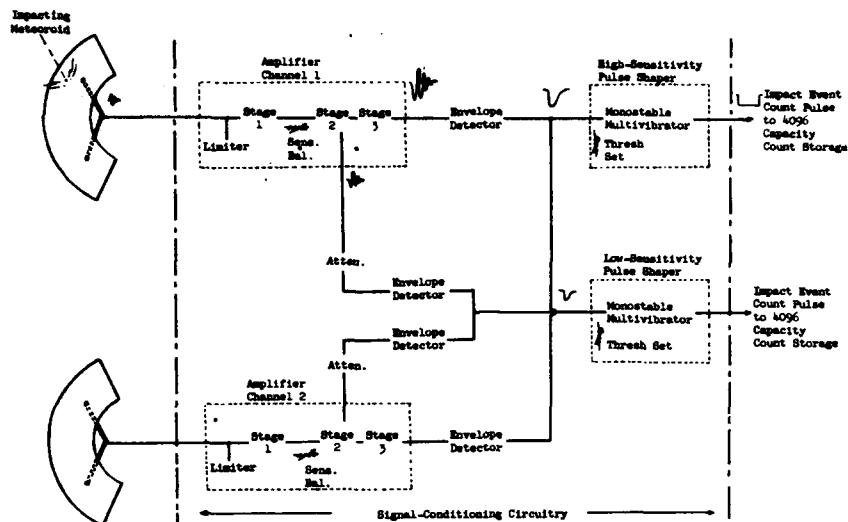 Impacting
Meteoroid
Amplifier
Channel 1
Limiter
Stage
1
Sens.
Bal.
Stage
2
Stage
3
Envelope
Detector
High-Sensitivity
Pulse Shaper
Monostable
Multivibrator
Thresh
Set
Impact Event
Count Pulse
to 4096
Capacity
Count Storage
Atten.
Envelope
Detector
Envelope
Detector
Atten.
Low-Sensitivity
Pulse Shaper
Monostable
Multivibrator
Thresh Set
Impact Event
Count Pulse
to 4096
Capacity
Count Storage
Amplifier
Channel 2
Limiter
Stage
1
Sens.
Bal.
Stage
2
Stage
3
Envelope
Detector
Signal-Conditioning Circuitry